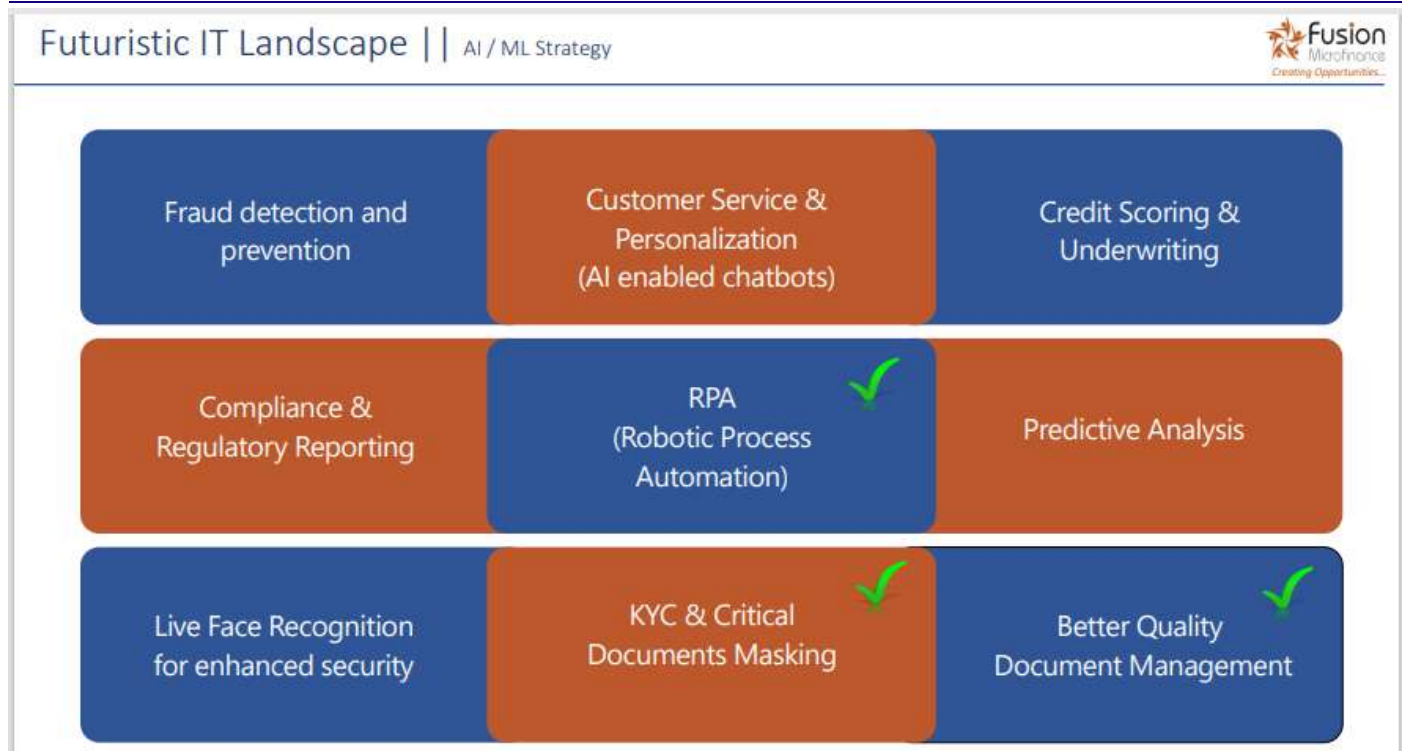 Futuristic IT Landscape || AI / ML Strategy
Fusion
Microfinance
Creating Opportunities...
Fraud detection and
prevention
Customer Service &
Personalization
(AI enabled chatbots)
Credit Scoring &
Underwriting
Compliance &
Regulatory Reporting
RPA
(Robotic Process
Automation)
Predictive Analysis
Live Face Recognition
for enhanced security
KYC & Critical
Documents Masking
Better Quality
Document Management